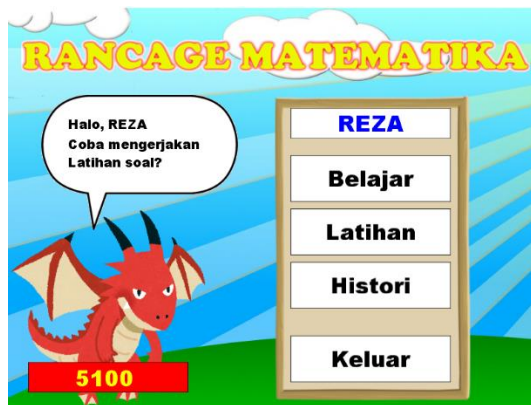 RANCAGE MATEMATIKA
Halo, REZA
Coba mengerjakan
Latihan soal?
REZA
Belajar
Latihan
Histori
Keluar
5100